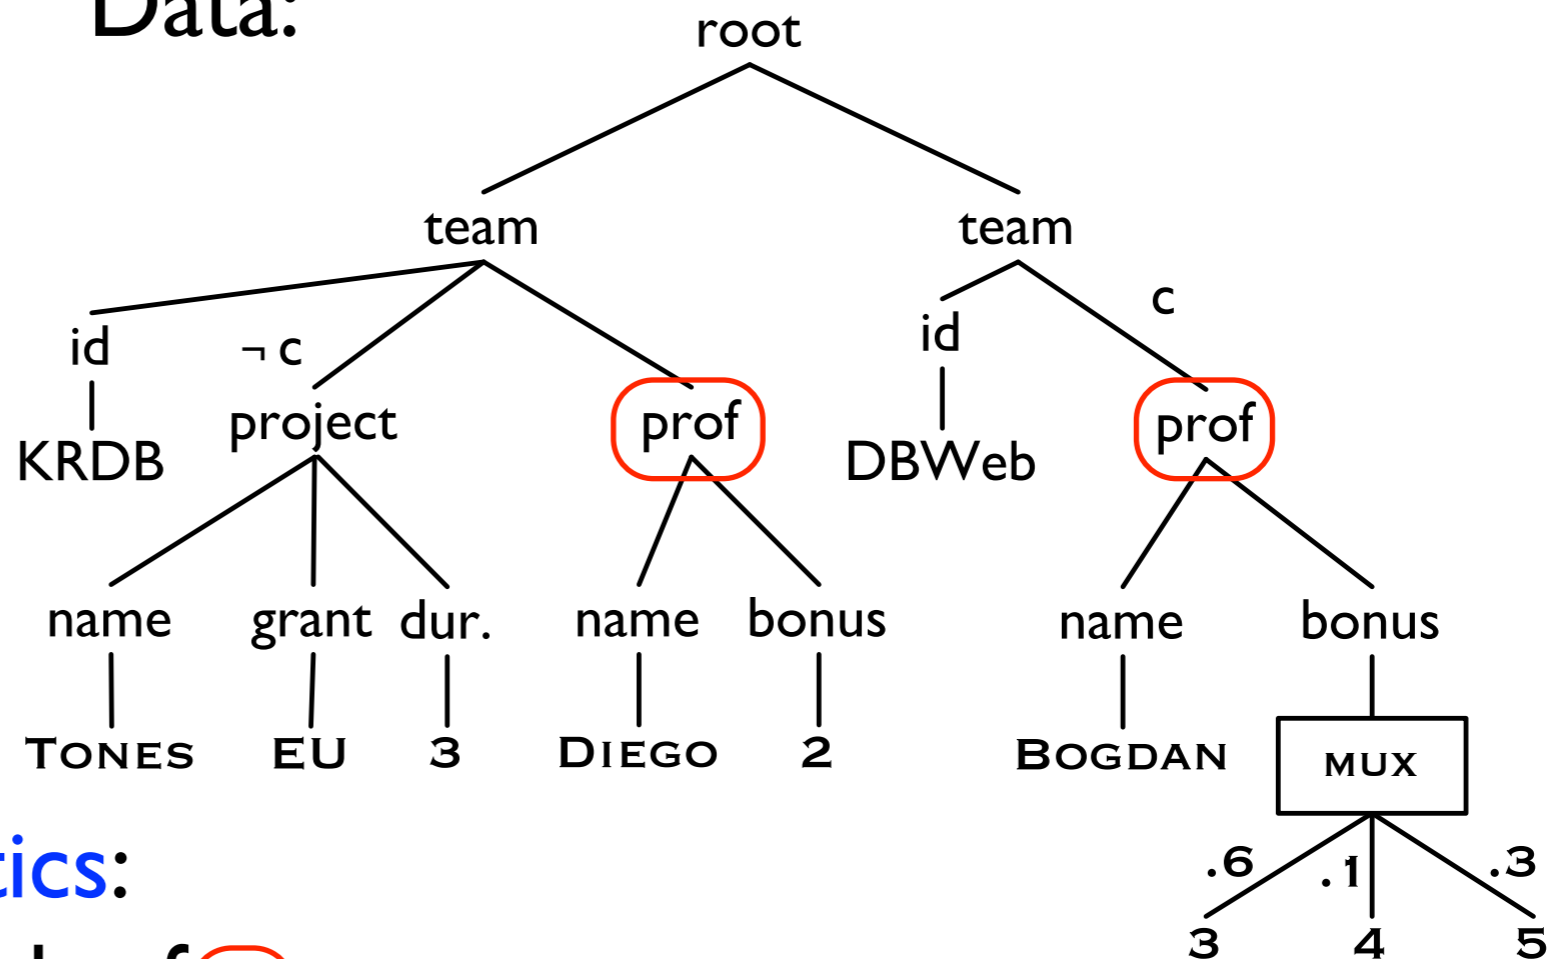 Data:
root
team team
c
id ¬ c id
project prof prof
KRDB DBWeb
name grant dur. name bonus name bonus
TONES EU 3 DIEGO 2 BOGDAN MUX
.6 .1 .3
tics:
3 4 5